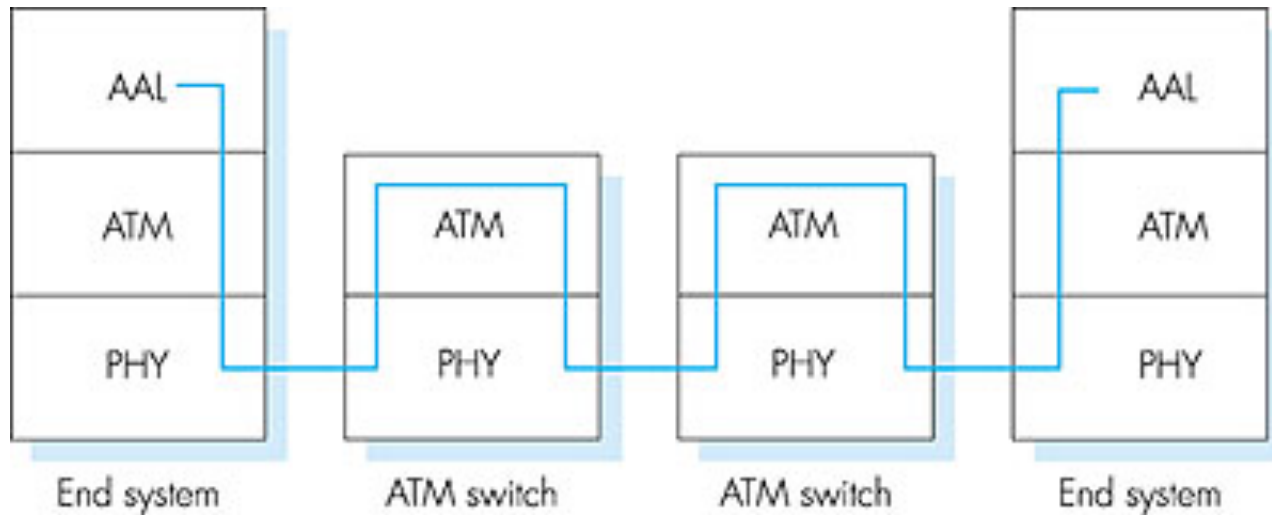 AAL
ATM
PHY
End system
ATM
PHY
ATM switch
ATM
PHY
ATM switch
AAL
ATM
PHY
End system